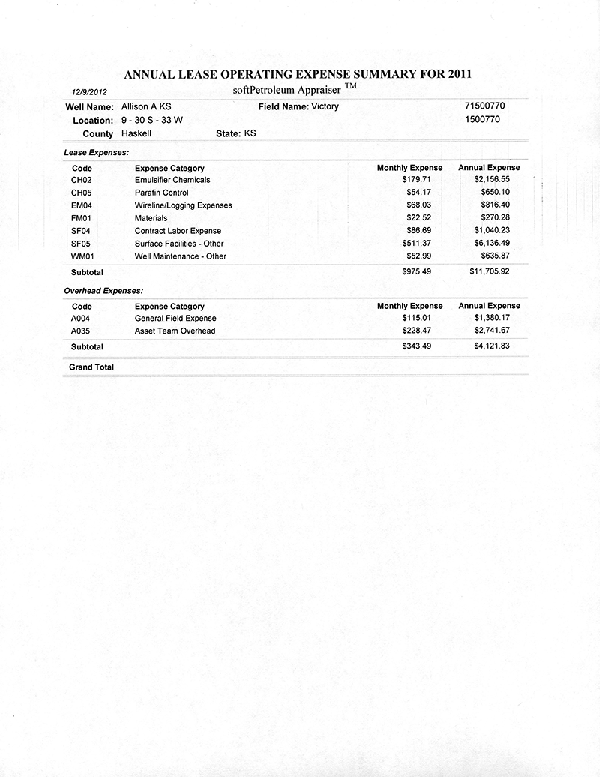 ANNUAL LEASE OPERATING EXPENSE SUMMARY FOR 2011
12/9/2012 softPetroleum Appraiser TM
Well Name: Allison A KS Field Name: Victory 71500770
Location: 9 - 30 S - 33 W 1500770
County Haskell State: KS
Lease Expenses:
Code Expense Category Monthly Expense Annual Expense
CH02 Emulsifier Chemicals $179.71 $2,156.55
CH05 Parafin Control $54.17 $650.10
EM04 Wireline/Logging Expenses $68.03 $816.40
FM01 Materials $22.52 $270.28
SF04 Contract Labor Expense $86.69 $1,040.23
SF05 Surface Facilities - Other $511.37 $6,136.49
WM01 Well Maintenance - Other $52.99 $635.87
Subtotal $975.49 $11,705.92
Overhead Expenses:
Code Expense Category Monthly Expense Annual Expense
A004 General Field Expense $115.01 $1,380.17
A035 Asset Team Overhead $228.47 $2,741.67
Subtotal $343.49 $4,121.83
Grand Total